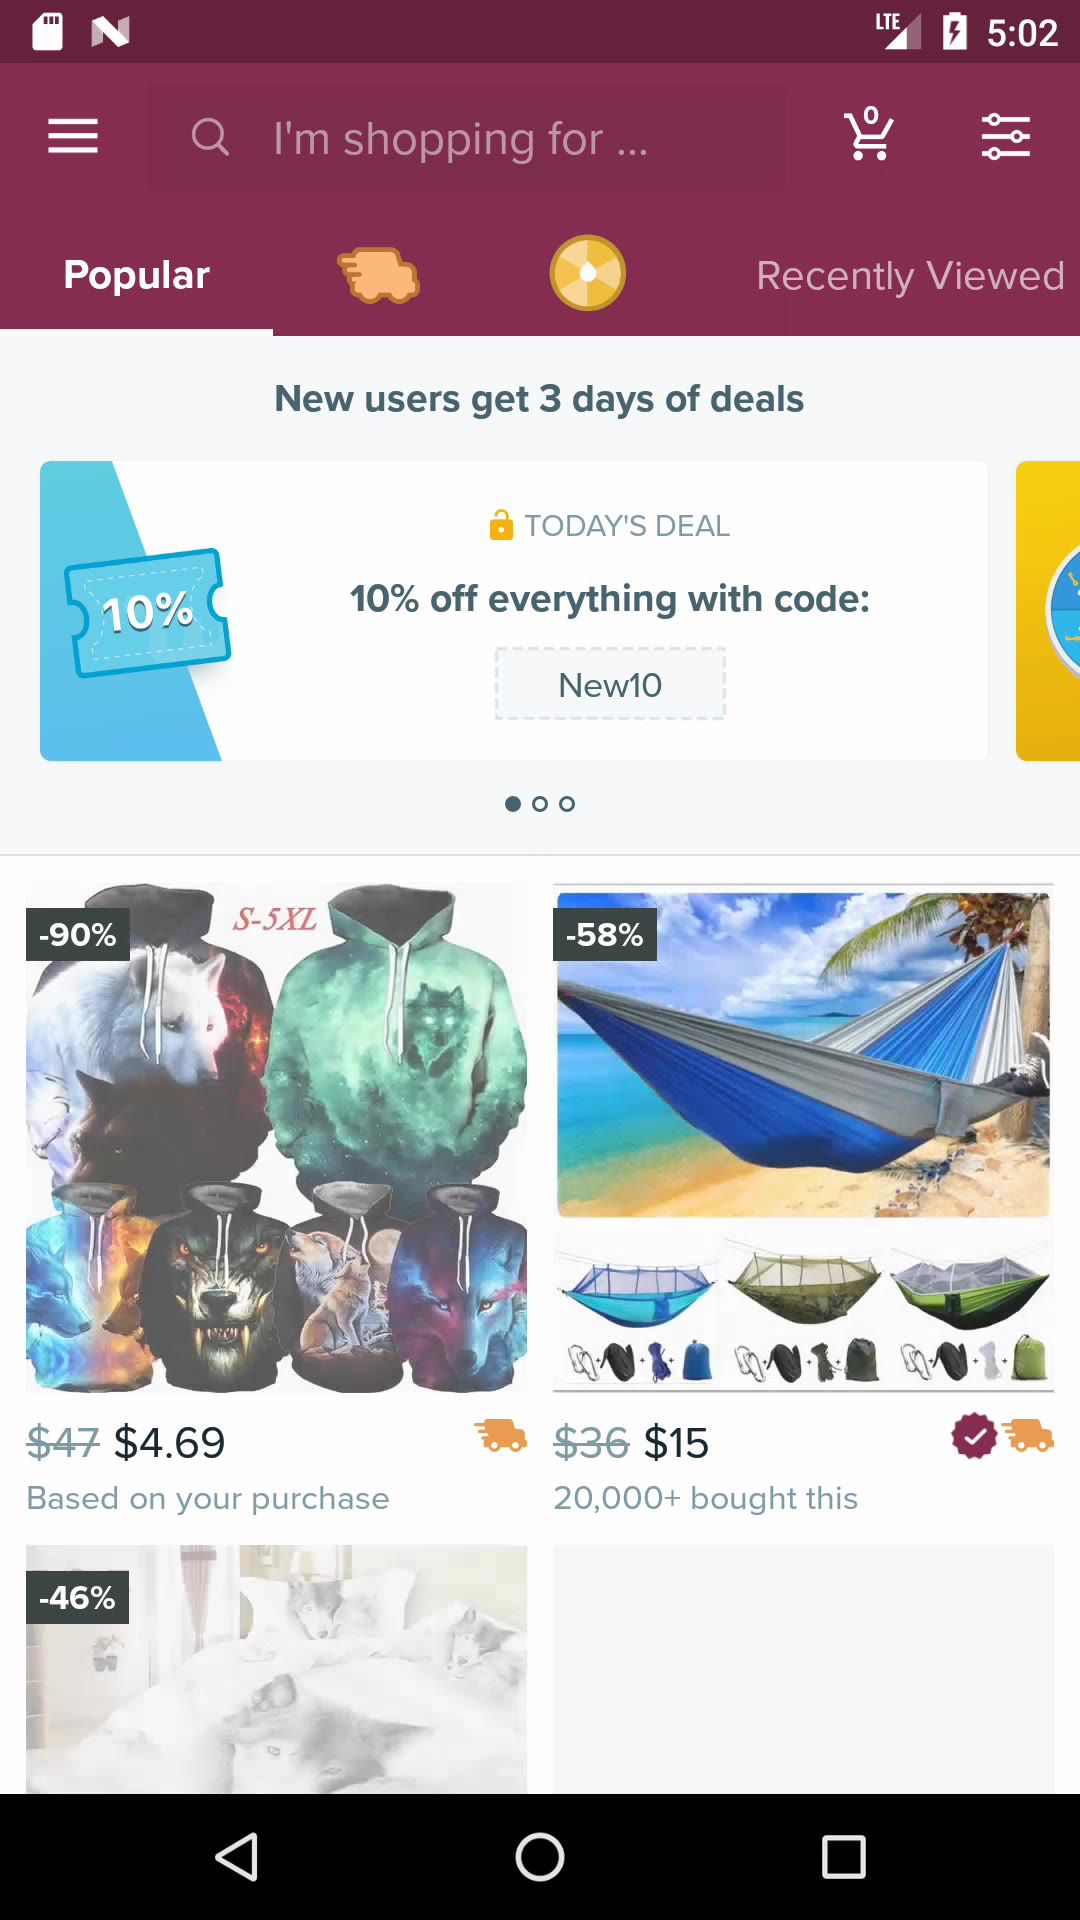 LTE 5:02
I'm shopping for ...
0
Popular
Recently Viewed
New users get 3 days of deals
10%
TODAY'S DEAL
10% off everything with code:
New10
-90%
S-5XL
-58%
$47 $4.69
Based on your purchase
$36 $15
20,000+ bought this
-46%